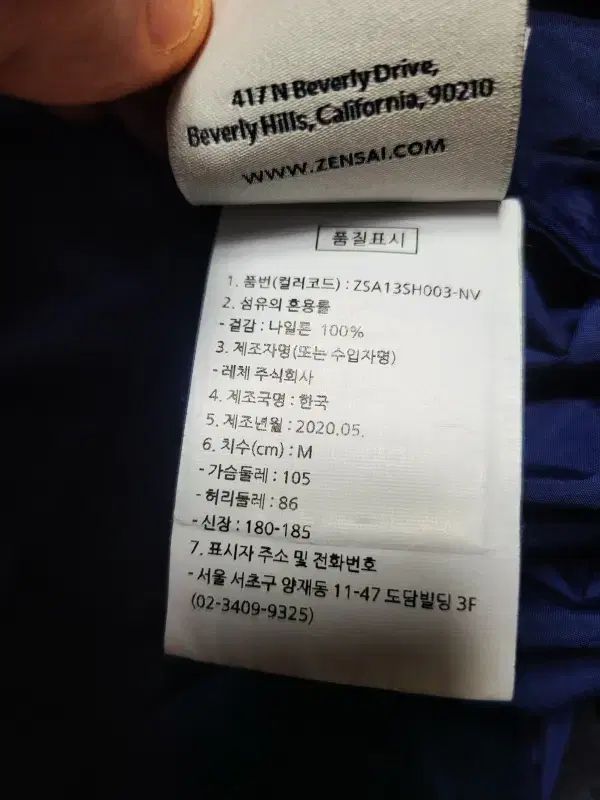 417 N Beverly Drive,
Beverly Hills, California, 90210
WWW.ZENSAI.COM
품질표시
1. 품번(컬러코드) : ZSA13SH003-NV
2. 섬유의 혼용률
- 겉감 : 나일론 100%
3. 제조자명(또는 수입자명)
- 레체 주식회사
4. 제조국명 : 한국
5. 제조년월 : 2020.05.
6. 치수(cm) : M
- 가슴둘레 : 105
- 허리둘레 : 86
- 신장 : 180-185
7. 표시자 주소 및 전화번호
- 서울 서초구 양재동 11-47 도담빌딩 3F
(02-3409-9325)